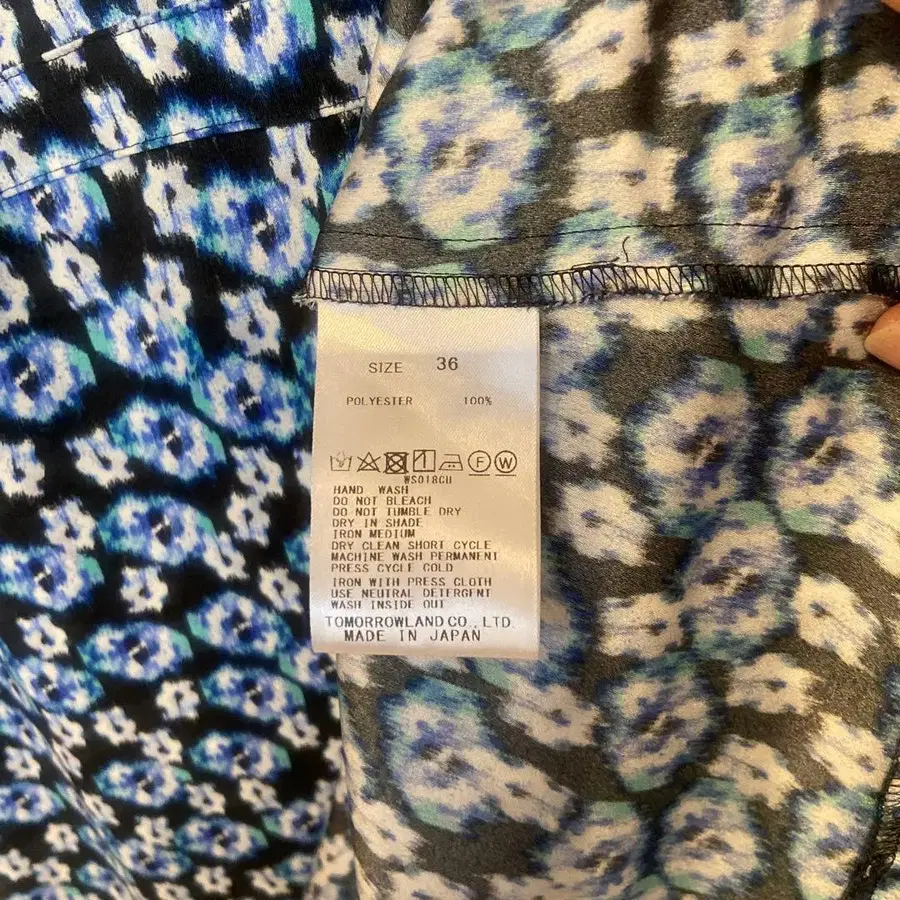 SIZE 36
POLYESTER 100%
F W
WS018CU
HAND WASH
DO NOT BLEACH
DO NOT TUMBLE DRY
DRY IN SHADE
IRON MEDIUM
DRY CLEAN SHORT CYCLE
MACHINE WASH PERMANENT
PRESS CYCLE COLD
IRON WITH PRESS CLOTH
USE NEUTRAL DETERGENT
WASH INSIDE OUT
TOMORROWLAND CO., LTD.
MADE IN JAPAN